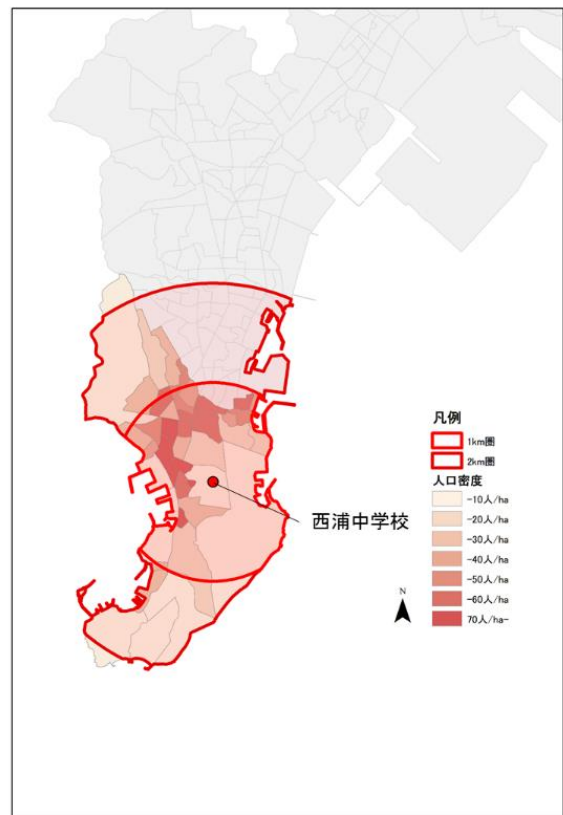 凡例
1km圏
2km圏
人口密度
-10人/ha
-20人/ha
-30人/ha
-40人/ha
-50人/ha
-60人/ha
70人/ha-
西浦中学校
N